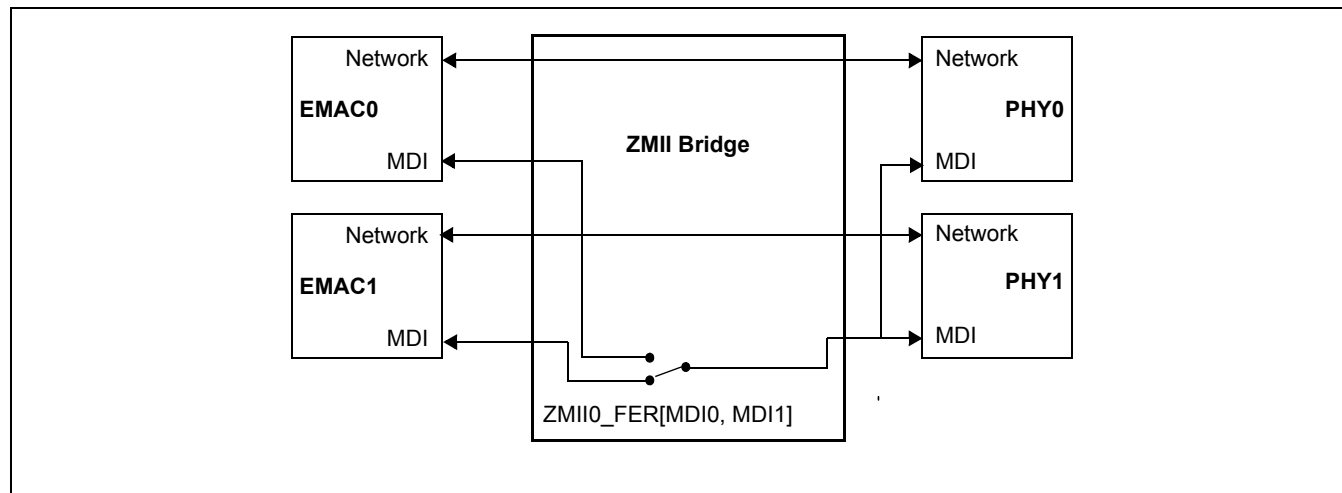 Network
EMAC0
MDI
Network
EMAC1
MDI
ZMII Bridge
ZMII0_FER[MDI0, MDI1]
Network
PHY0
MDI
Network
PHY1
MDI
'